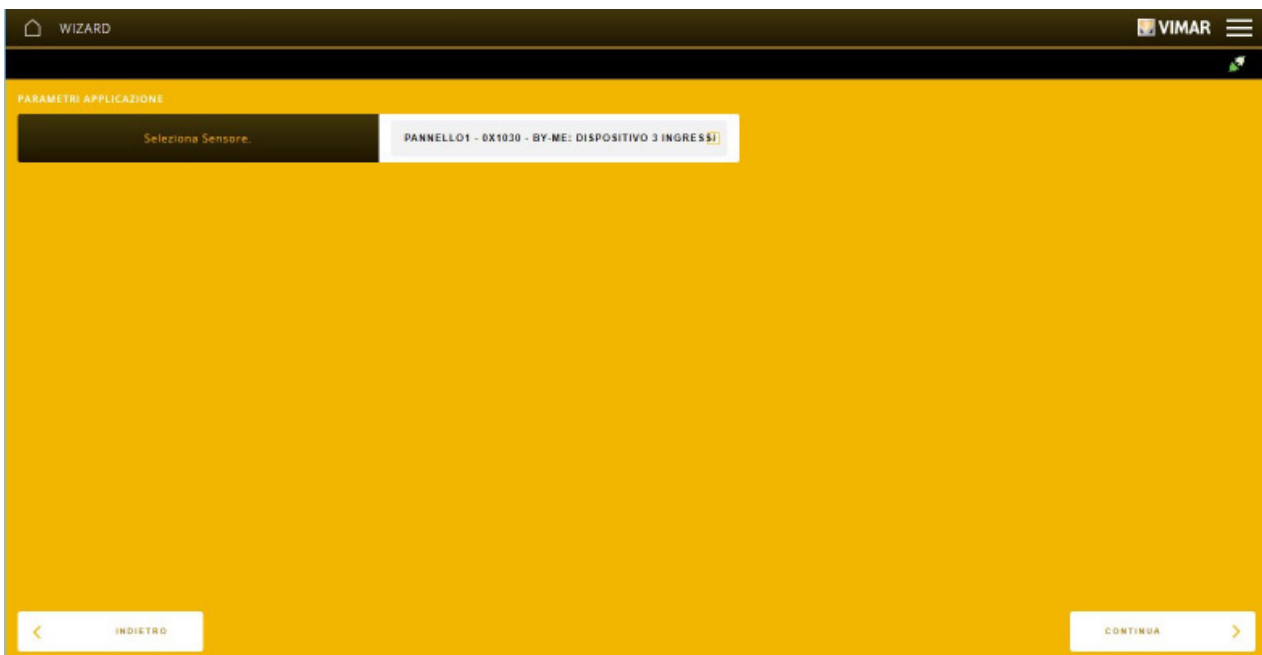 WIZARD
VIMAR
PARAMETRI APPLICAZIONE
Seleziona Sensore.
PANNELLO1 - 0X1030 - BY-ME: DISPOSITIVO 3 INGRESSI
INDIETRO
CONTINUA